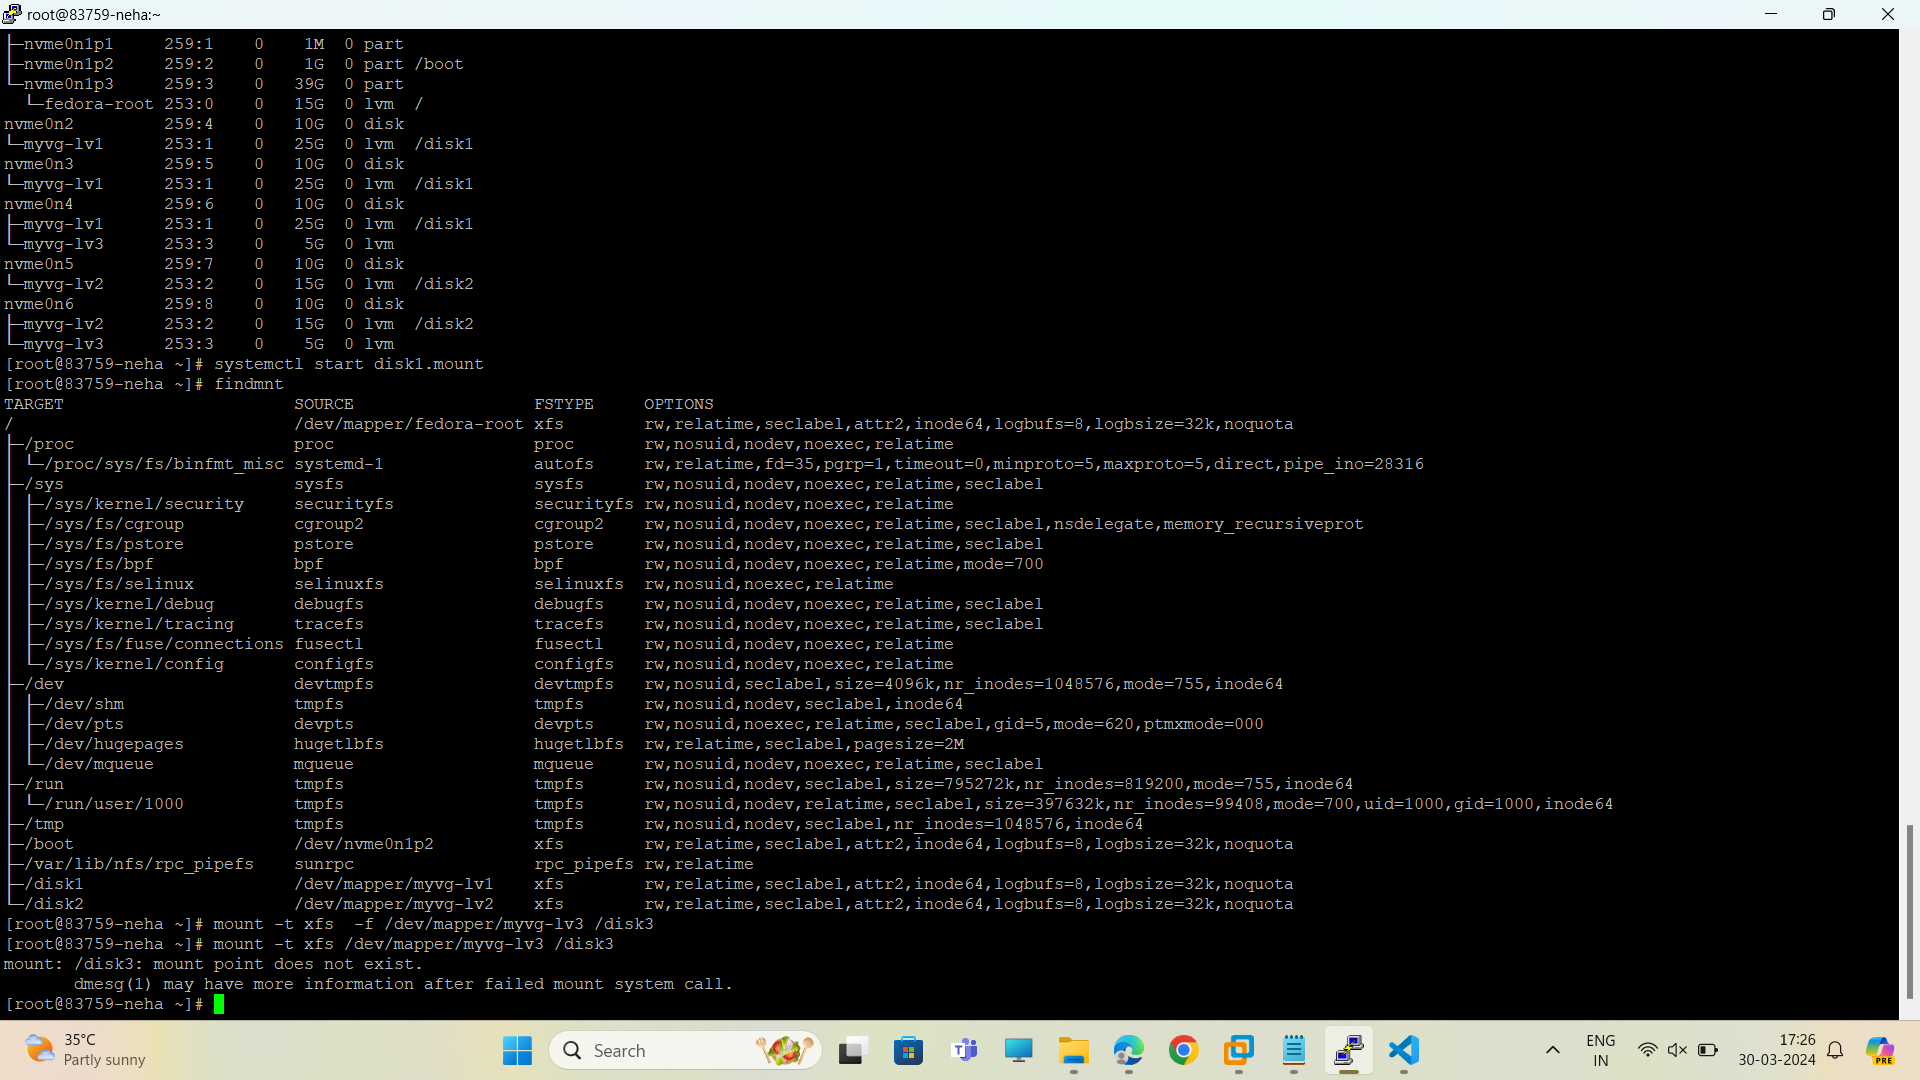 root@83759-neha:~
├─nvme0n1p1     259:1    0    1M  0 part
├─nvme0n1p2     259:2    0    1G  0 part /boot
└─nvme0n1p3     259:3    0   39G  0 part
  └─fedora-root 253:0    0   15G  0 lvm  /
nvme0n2         259:4    0   10G  0 disk
└─myvg-lv1      253:1    0   25G  0 lvm  /disk1
nvme0n3         259:5    0   10G  0 disk
└─myvg-lv1      253:1    0   25G  0 lvm  /disk1
nvme0n4         259:6    0   10G  0 disk
├─myvg-lv1      253:1    0   25G  0 lvm  /disk1
└─myvg-lv3      253:3    0    5G  0 lvm
nvme0n5         259:7    0   10G  0 disk
└─myvg-lv2      253:2    0   15G  0 lvm  /disk2
nvme0n6         259:8    0   10G  0 disk
├─myvg-lv2      253:2    0   15G  0 lvm  /disk2
└─myvg-lv3      253:3    0    5G  0 lvm
[root@83759-neha ~]# systemctl start disk1.mount
[root@83759-neha ~]# findmnt
TARGET                       SOURCE                  FSTYPE     OPTIONS
/                            /dev/mapper/fedora-root xfs        rw,relatime,seclabel,attr2,inode64,logbufs=8,logbsize=32k,noquota
├─/proc                      proc                    proc       rw,nosuid,nodev,noexec,relatime
│ └─/proc/sys/fs/binfmt_misc systemd-1               autofs     rw,relatime,fd=35,pgrp=1,timeout=0,minproto=5,maxproto=5,direct,pipe_ino=28316
├─/sys                       sysfs                   sysfs      rw,nosuid,nodev,noexec,relatime,seclabel
│ ├─/sys/kernel/security     securityfs              securityfs rw,nosuid,nodev,noexec,relatime
│ ├─/sys/fs/cgroup           cgroup2                 cgroup2    rw,nosuid,nodev,noexec,relatime,seclabel,nsdelegate,memory_recursiveprot
│ ├─/sys/fs/pstore           pstore                  pstore     rw,nosuid,nodev,noexec,relatime,seclabel
│ ├─/sys/fs/bpf              bpf                     bpf        rw,nosuid,nodev,noexec,relatime,mode=700
│ ├─/sys/fs/selinux          selinuxfs               selinuxfs  rw,nosuid,noexec,relatime
│ ├─/sys/kernel/debug        debugfs                 debugfs    rw,nosuid,nodev,noexec,relatime,seclabel
│ ├─/sys/kernel/tracing      tracefs                 tracefs    rw,nosuid,nodev,noexec,relatime,seclabel
│ ├─/sys/fs/fuse/connections fusectl                 fusectl    rw,nosuid,nodev,noexec,relatime
│ └─/sys/kernel/config       configfs                configfs   rw,nosuid,nodev,noexec,relatime
├─/dev                       devtmpfs                devtmpfs   rw,nosuid,seclabel,size=4096k,nr_inodes=1048576,mode=755,inode64
│ ├─/dev/shm                 tmpfs                   tmpfs      rw,nosuid,nodev,seclabel,inode64
│ ├─/dev/pts                 devpts                  devpts     rw,nosuid,noexec,relatime,seclabel,gid=5,mode=620,ptmxmode=000
│ ├─/dev/hugepages           hugetlbfs               hugetlbfs  rw,relatime,seclabel,pagesize=2M
│ └─/dev/mqueue              mqueue                  mqueue     rw,nosuid,nodev,noexec,relatime,seclabel
├─/run                       tmpfs                   tmpfs      rw,nosuid,nodev,seclabel,size=795272k,nr_inodes=819200,mode=755,inode64
│ └─/run/user/1000           tmpfs                   tmpfs      rw,nosuid,nodev,relatime,seclabel,size=397632k,nr_inodes=99408,mode=700,uid=1000,gid=1000,inode64
├─/tmp                       tmpfs                   tmpfs      rw,nosuid,nodev,seclabel,nr_inodes=1048576,inode64
├─/boot                      /dev/nvme0n1p2          xfs        rw,relatime,seclabel,attr2,inode64,logbufs=8,logbsize=32k,noquota
├─/var/lib/nfs/rpc_pipefs    sunrpc                  rpc_pipefs rw,relatime
├─/disk1                     /dev/mapper/myvg-lv1    xfs        rw,relatime,seclabel,attr2,inode64,logbufs=8,logbsize=32k,noquota
└─/disk2                     /dev/mapper/myvg-lv2    xfs        rw,relatime,seclabel,attr2,inode64,logbufs=8,logbsize=32k,noquota
[root@83759-neha ~]# mount -t xfs  -f /dev/mapper/myvg-lv3 /disk3
[root@83759-neha ~]# mount -t xfs /dev/mapper/myvg-lv3 /disk3
mount: /disk3: mount point does not exist.
       dmesg(1) may have more information after failed mount system call.
[root@83759-neha ~]#
35°C
Partly sunny
Search
ENG
IN
17:26
30-03-2024
PRE